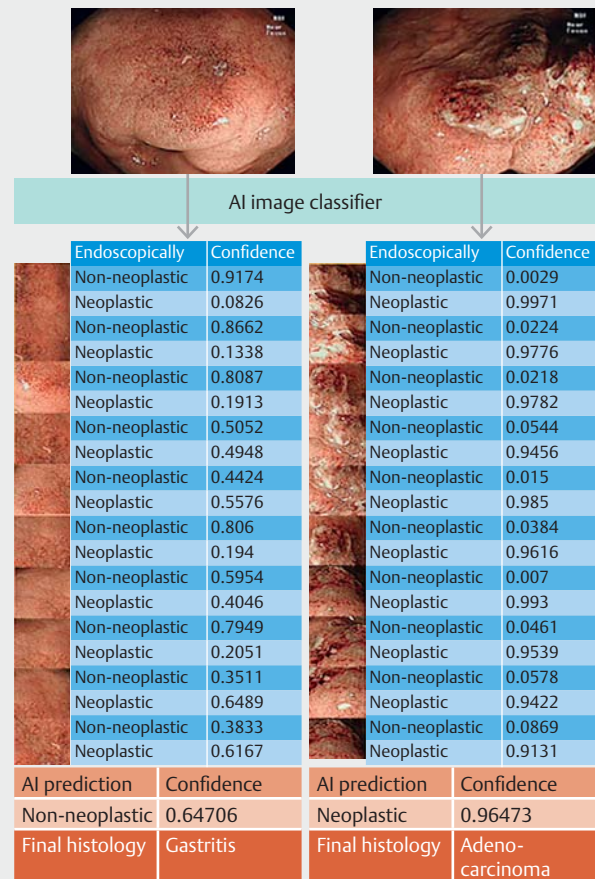 NBI
Near
Focus
NBI
Near
Focus
AI image classifier
Endoscopically Confidence
Non-neoplastic 0.9174
Neoplastic 0.0826
Non-neoplastic 0.8662
Neoplastic 0.1338
Non-neoplastic 0.8087
Neoplastic 0.1913
Non-neoplastic 0.5052
Neoplastic 0.4948
Non-neoplastic 0.4424
Neoplastic 0.5576
Non-neoplastic 0.806
Neoplastic 0.194
Non-neoplastic 0.5954
Neoplastic 0.4046
Non-neoplastic 0.7949
Neoplastic 0.2051
Non-neoplastic 0.3511
Neoplastic 0.6489
Non-neoplastic 0.3833
Neoplastic 0.6167
AI prediction Confidence
Non-neoplastic 0.64706
Final histology Gastritis
Endoscopically Confidence
Non-neoplastic 0.0029
Neoplastic 0.9971
Non-neoplastic 0.0224
Neoplastic 0.9776
Non-neoplastic 0.0218
Neoplastic 0.9782
Non-neoplastic 0.0544
Neoplastic 0.9456
Non-neoplastic 0.015
Neoplastic 0.985
Non-neoplastic 0.0384
Neoplastic 0.9616
Non-neoplastic 0.007
Neoplastic 0.993
Non-neoplastic 0.0461
Neoplastic 0.9539
Non-neoplastic 0.0578
Neoplastic 0.9422
Non-neoplastic 0.0869
Neoplastic 0.9131
AI prediction Confidence
Neoplastic 0.96473
Final histology Adeno-
carcinoma